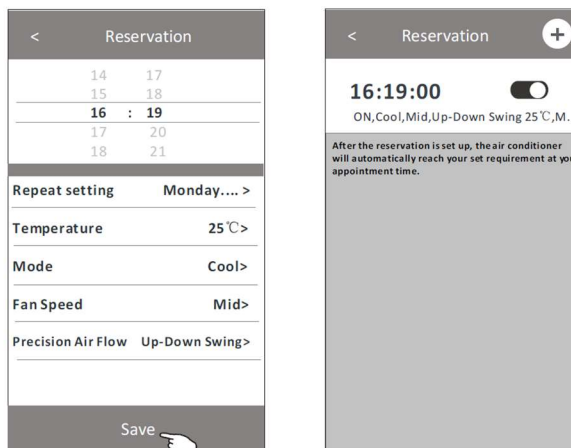 < Reservation
14 17
15 18
16 : 19
17 20
18 21
Repeat setting Monday.... >
Temperature 25℃>
Mode Cool>
Fan Speed Mid>
Precision Air Flow Up-Down Swing>
Save
< Reservation +
16:19:00
ON,Cool,Mid,Up-Down Swing 25℃,M.
After the reservation is set up, the air conditioner
will automatically reach your set requirement at you
appointment time.